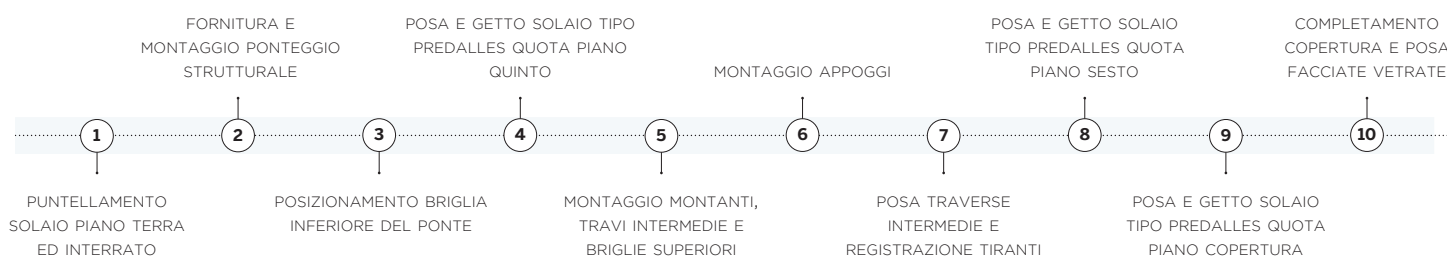 1
PUNTELLAMENTO
SOLAIO PIANO TERRA
ED INTERRATO
FORNITURA E
MONTAGGIO PONTEGGIO
STRUTTURALE
2
3
POSIZIONAMENTO BRIGLIA
INFERIORE DEL PONTE
POSA E GETTO SOLAIO TIPO
PREDALLES QUOTA PIANO
QUINTO
4
5
MONTAGGIO MONTANTI,
TRAVI INTERMEDIE E
BRIGLIE SUPERIORI
MONTAGGIO APPOGGI
6
7
POSA TRAVERSE
INTERMEDIE E
REGISTRAZIONE TIRANTI
POSA E GETTO SOLAIO
TIPO PREDALLES QUOTA
PIANO SESTO
8
9
POSA E GETTO SOLAIO
TIPO PREDALLES QUOTA
PIANO COPERTURA
COMPLETAMENTO
COPERTURA E POSA
FACCIATE VETRATE
10